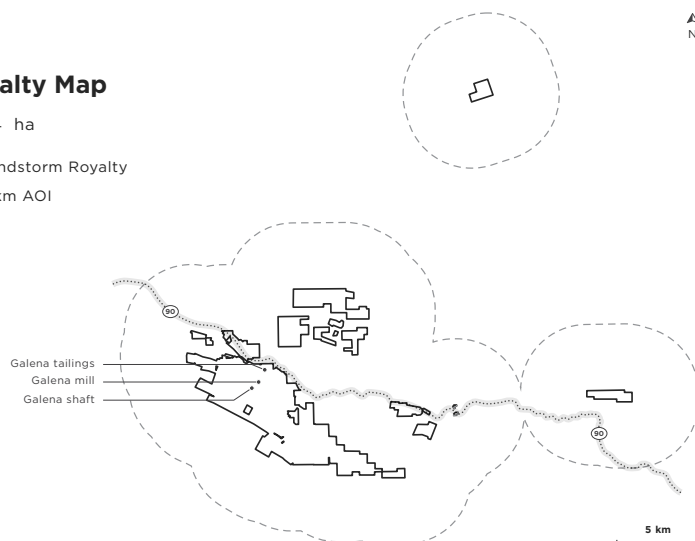 N
alty Map
ha
ndstorm Royalty
km AOI
90
Galena tailings
Galena mill
Galena shaft
90
5 km